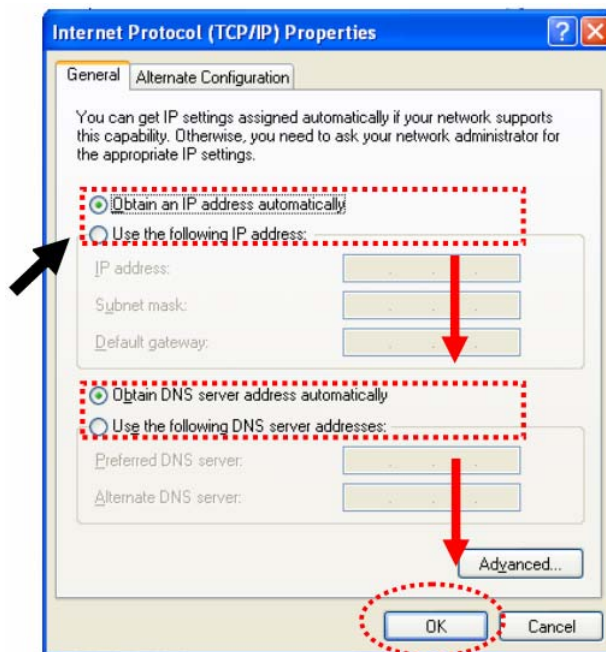 Internet Protocol (TCP/IP) Properties
General
Alternate Configuration
You can get IP settings assigned automatically if your network supports
this capability. Otherwise, you need to ask your network administrator for
the appropriate IP settings.
Obtain an IP address automatically
Use the following IP address:
IP address:
Subnet mask:
Default gateway:
Obtain DNS server address automatically
Use the following DNS server addresses:
Preferred DNS server:
Alternate DNS server:
Advanced...
OK
Cancel